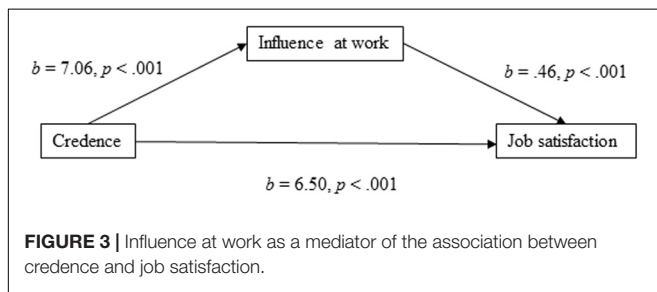 Influence at work
b = 7.06, p < .001
b = .46, p < .001
Credence
Job satisfaction
b = 6.50, p < .001
FIGURE 3 | Influence at work as a mediator of the association between
credence and job satisfaction.